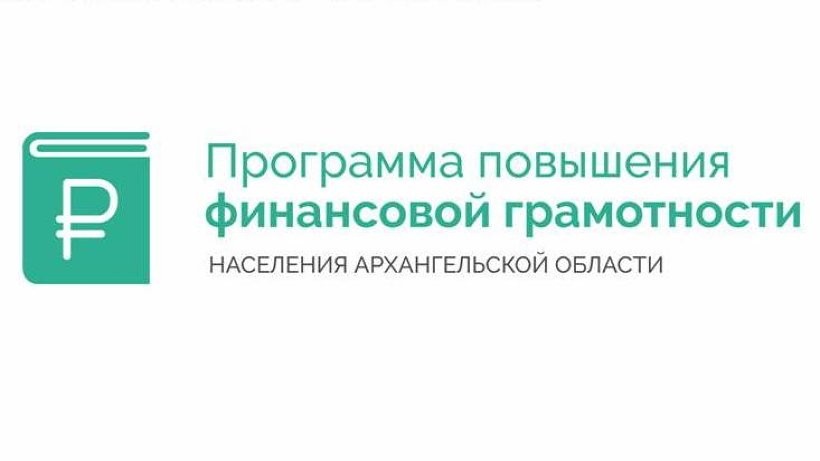 Программа повышения
финансовой грамотности
НАСЕЛЕНИЯ АРХАНГЕЛЬСКОЙ ОБЛАСТИ